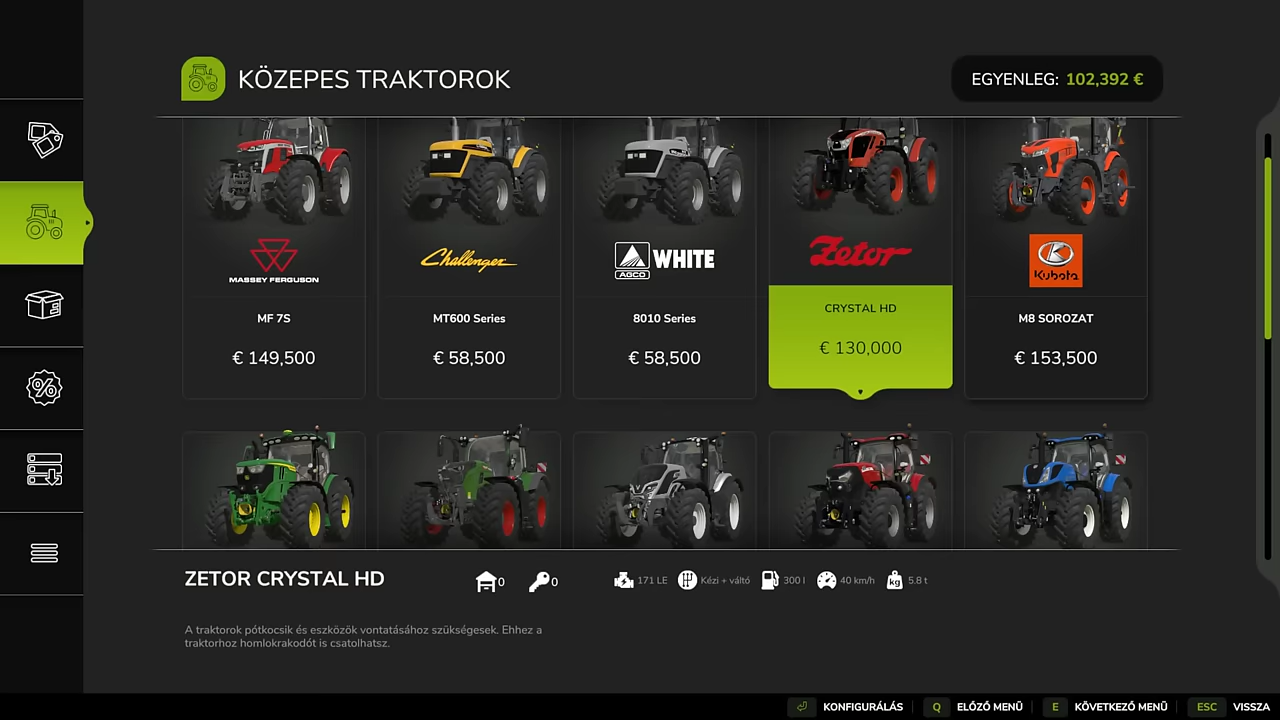 KÖZEPES TRAKTOROK
EGYENLEG: 102,392 €
MASSEY FERGUSON
Challenger
AGCO WHITE
Zetor
Kubota
MF 7S
MT600 Series
8010 Series
CRYSTAL HD
M8 SOROZAT
€ 149,500
€ 58,500
€ 58,500
€ 130,000
€ 153,500
ZETOR CRYSTAL HD
0
0
171 LE
Kézi + váltó
300 l
40 km/h
kg 5.8 t
A traktorok pótkocsik és eszközök vontatásához szükségesek. Ehhez a
traktorhoz homlokrakodót is csatolhatsz.
KONFIGURÁLÁS
Q ELŐZŐ MENÜ
E KÖVETKEZŐ MENÜ
ESC VISSZA